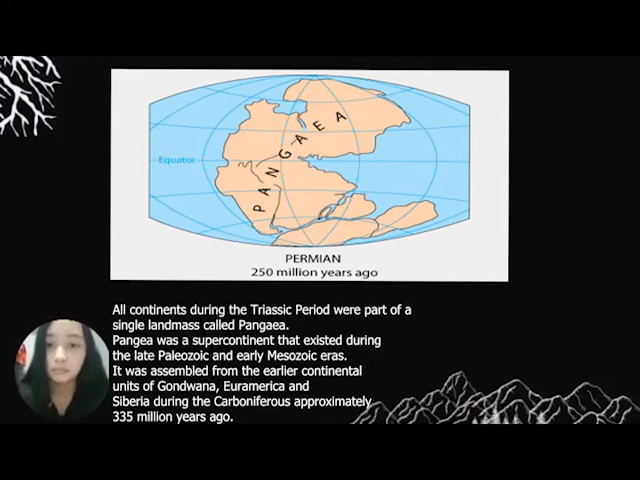 PANGAEA
Equator
PERMIAN
250 million years ago
All continents during the Triassic Period were part of a
single landmass called Pangaea.
Pangea was a supercontinent that existed during
the late Paleozoic and early Mesozoic eras.
It was assembled from the earlier continental
units of Gondwana, Euramerica and
Siberia during the Carboniferous approximately
335 million years ago.